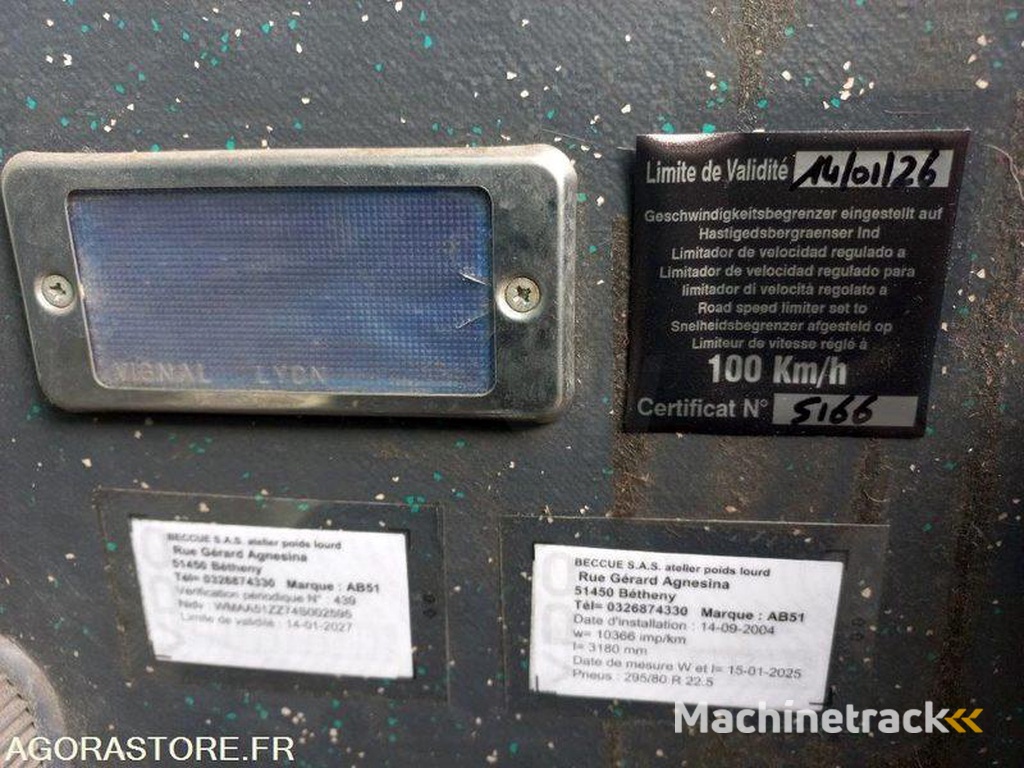 Limite de Validité 14/01/26
Geschwindigkeitsbegrenzer eingestellt auf
Hastigedsbergraenser Ind
Limitador de velocidad regulado a
Limitador de velocidad regulado para
limitador di velocità regolato a
Road speed limiter set to
Snelheidsbegrenzer afgesteld op
Limiteur de vitesse réglé à
100 Km/h
Certificat N° 5166
VIGNAL LYON
BECCUE S.A.S. atelier poids lourd
Rue Gérard Agnesina
51450 Bétheny
Tél= 0326874330 Marque : AB51
Vérification périodique N° 439
Nidv WMAA51ZZ74S002595
Limite de validité : 14-01-2027
BECCUE S.A.S. atelier poids lourd
Rue Gérard Agnesina
51450 Bétheny
Tél= 0326874330 Marque : AB51
Date d'installation : 14-09-2004
w= 10366 imp/km
l= 3180 mm
Date de mesure W et l= 15-01-2025
Pneus : 295/80 R 22.5
Machinetrack
AGORASTORE.FR